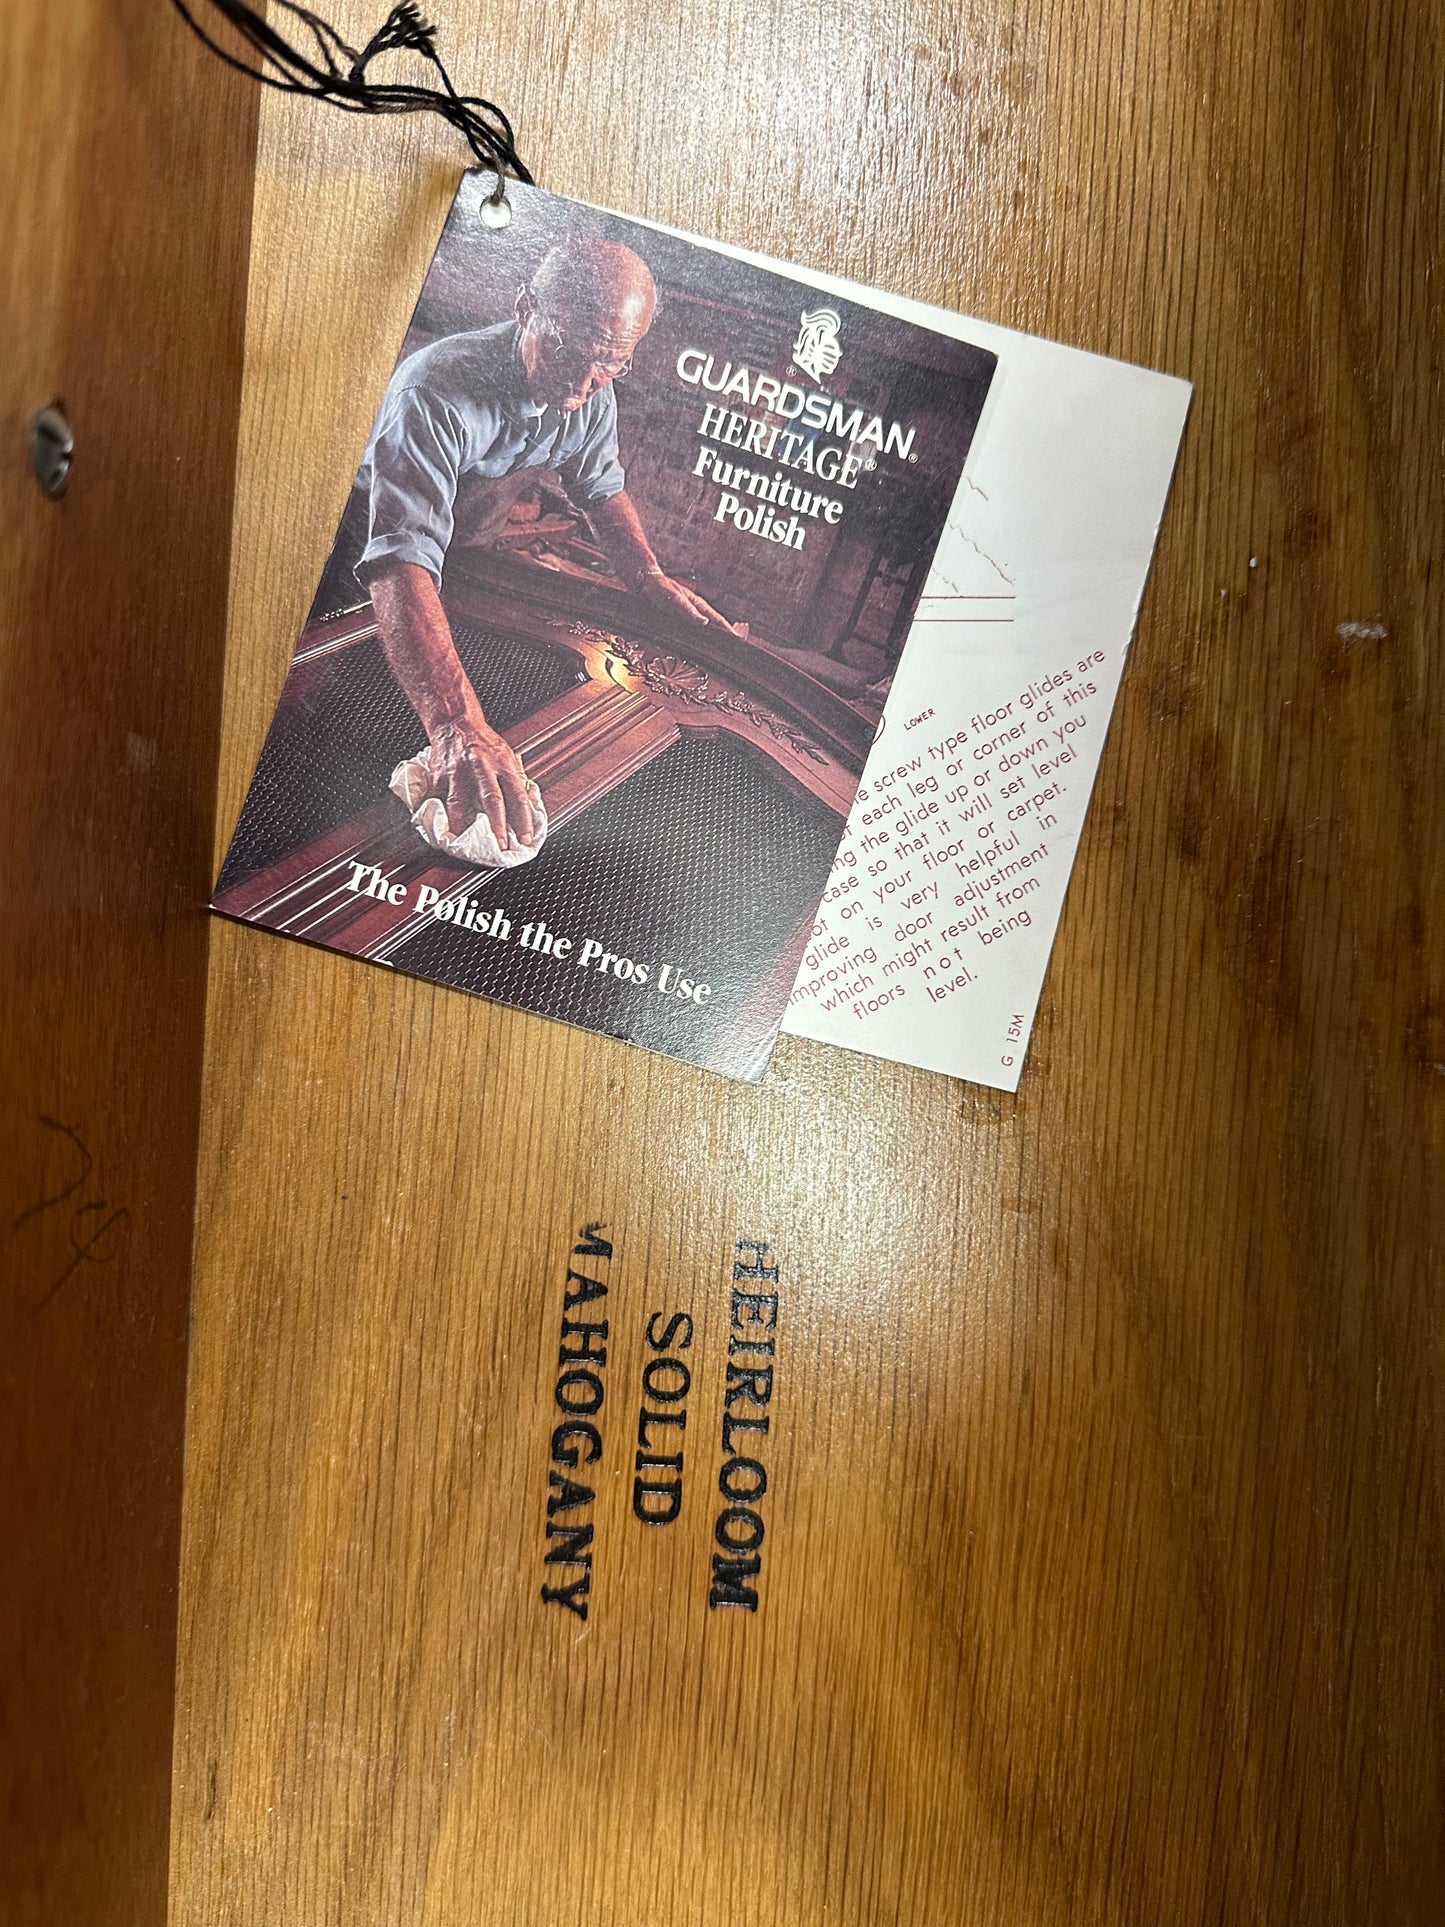 GUARDSMAN®
HERITAGE®
Furniture
Polish
The Polish the Pros Use
LOWER
screw type floor glides are
each leg or corner of this
the glide up or down you
case so that it will set level
on your floor or carpet.
glide is very helpful in
improving door adjustment
which might result from
floors not being
level.
G 15M
HEIRLOOM
SOLID
MAHOGANY